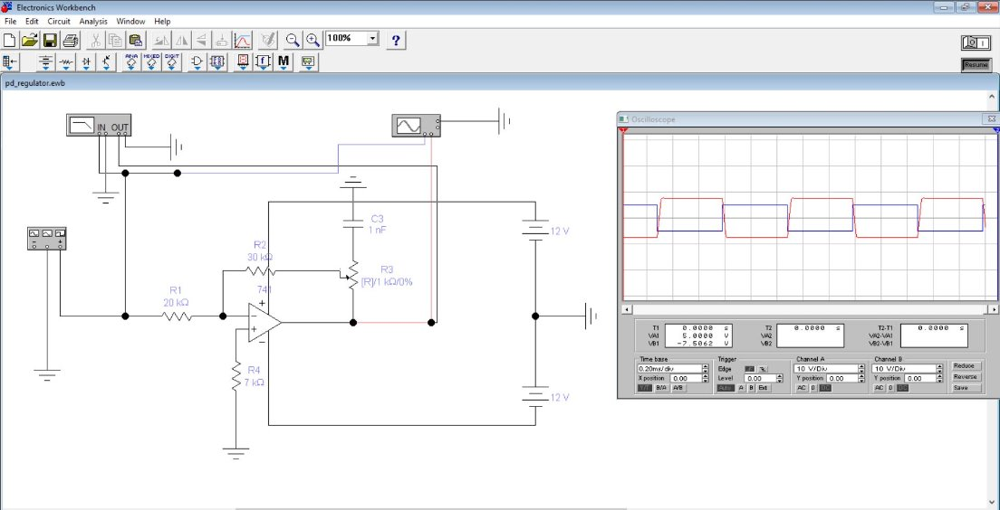 Electronics Workbench
File Edit Circuit Analysis Window Help
100%
?
ANA MIXED DIGIT
M
Resume
pd_regulator.ewb
IN OUT
C3
1 nF
12 V
R2
30 kΩ
R3
[R]/1 kΩ/0%
741
R1
20 kΩ
R4
7 kΩ
12 V
Oscilloscope
T1 0.0000 s T2 0.0000 s T2-T1 0.0000 s
VA1 5.0000 V VA2 VA2-VA1
VB1 -7.5062 V VB2 VB2-VB1
Time base Trigger Channel A Channel B
0.20ms/div Edge 10 V/Div 10 V/Div Reduce
X position 0.00 Level 0.00 Y position 0.00 Y position 0.00 Reverse
Y/T B/A A/B Auto A B Ext AC 0 DC AC 0 DC Save